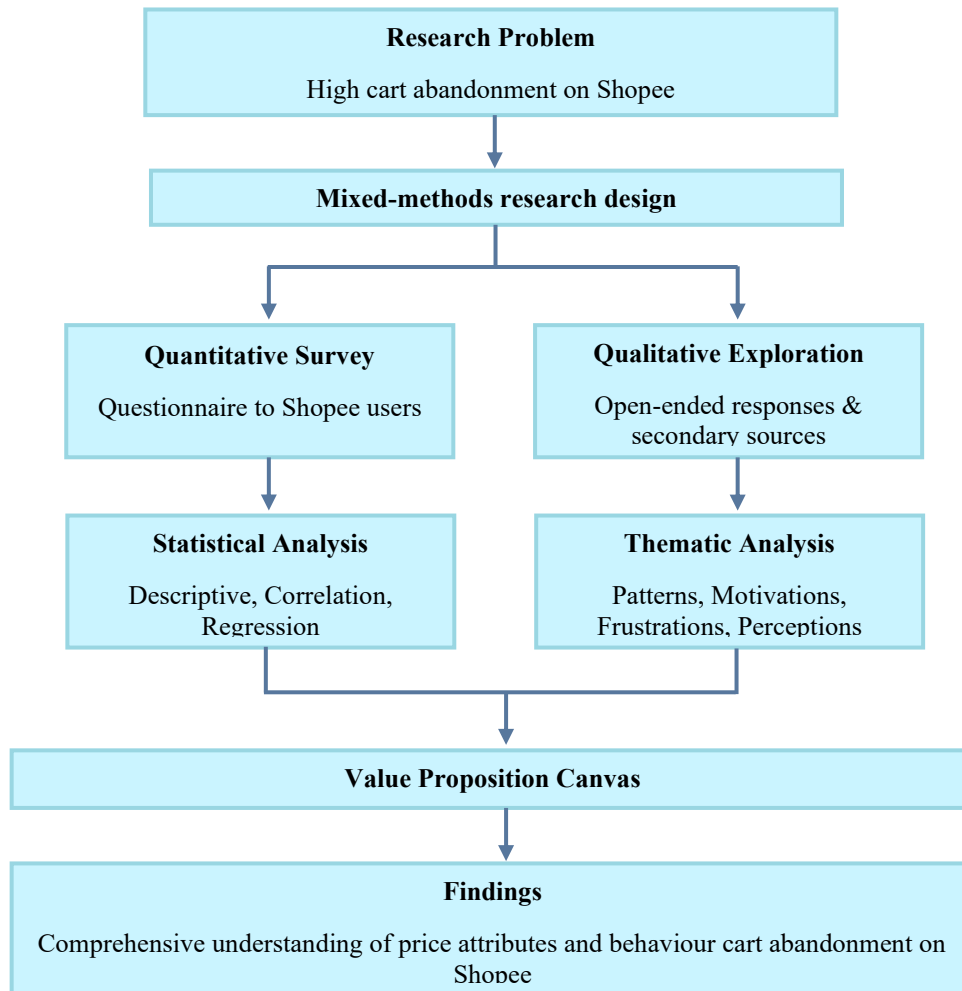 Research Problem
High cart abandonment on Shopee
Mixed-methods research design
Quantitative Survey
Questionnaire to Shopee users
Qualitative Exploration
Open-ended responses &
secondary sources
Statistical Analysis
Descriptive, Correlation,
Regression
Thematic Analysis
Patterns, Motivations,
Frustrations, Perceptions
Value Proposition Canvas
Findings
Comprehensive understanding of price attributes and behaviour cart abandonment on
Shopee